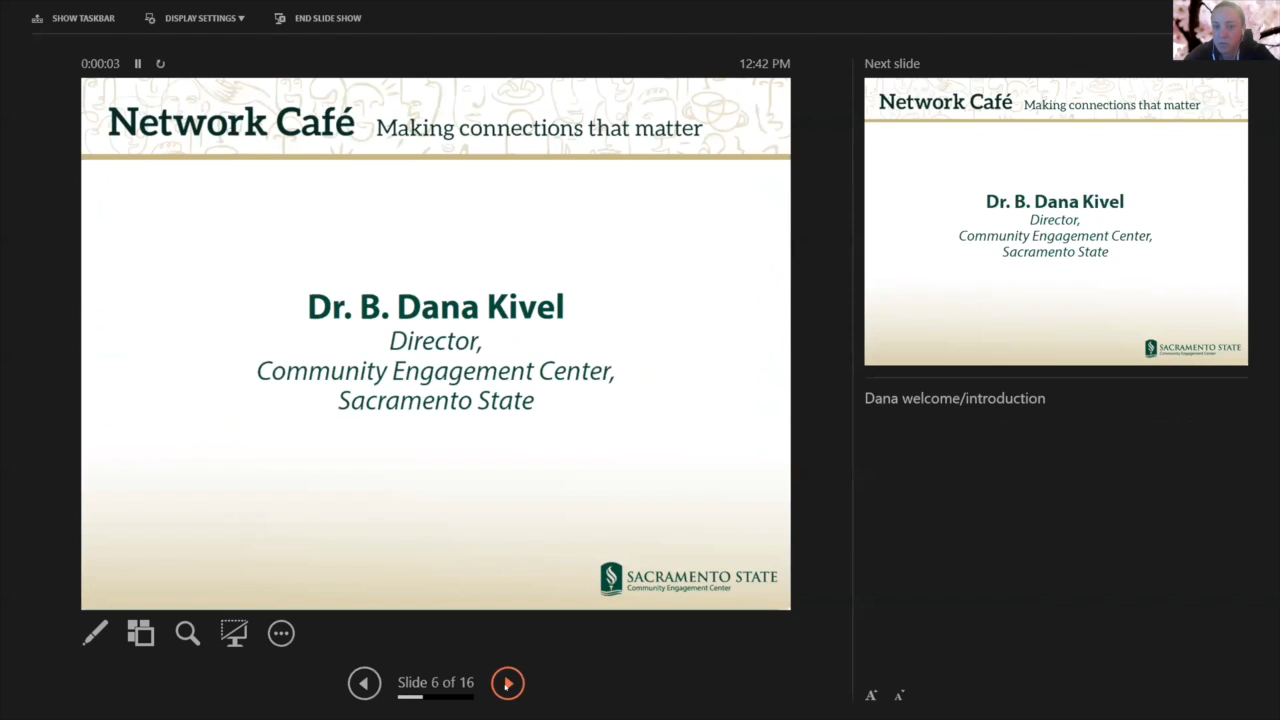 SHOW TASKBAR
DISPLAY SETTINGS ▼
END SLIDE SHOW
0:00:03
12:42 PM
Network Café Making connections that matter
Dr. B. Dana Kivel
Director,
Community Engagement Center,
Sacramento State
SACRAMENTO STATE
Community Engagement Center
Slide 6 of 16
Next slide
Network Café Making connections that matter
Dr. B. Dana Kivel
Director,
Community Engagement Center,
Sacramento State
SACRAMENTO STATE
Community Engagement Center
Dana welcome/introduction
A A